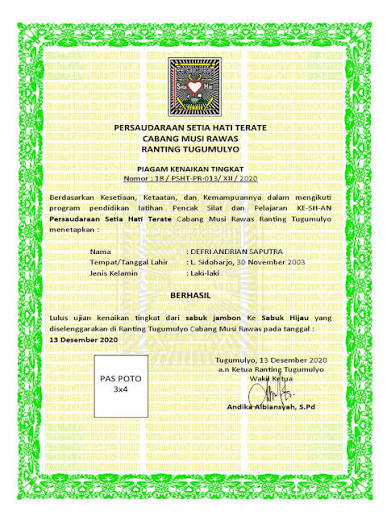 PERSAUDARAAN SETIA HATI TERATE
CABANG MUSI RAWAS
RANTING TUGUMULYO
PIAGAM KENAIKAN TINGKAT
Nomor : 18 / PSHT-PR-013/ XII / 2020
Berdasarkan Kesetiaan, Ketaatan, dan Kemampuannya dalam mengikuti
program pendidikan latihan Pencak Silat dan Pelajaran KE-SH-AN
Persaudaraan Setia Hati Terate Cabang Musi Rawas Ranting Tugumulyo
menetapkan :
Nama : DEFRI ANDRIAN SAPUTRA
Tempat/Tanggal Lahir : L. Sidoharjo, 30 November 2003
Jenis Kelamin : Laki-laki
BERHASIL
Lulus ujian kenaikan tingkat dari sabuk jambon Ke Sabuk Hijau yang
diselenggarakan di Ranting Tugumulyo Cabang Musi Rawas pada tanggal :
13 Desember 2020
PAS POTO
3x4
Tugumulyo, 13 Desember 2020
a.n Ketua Ranting Tugumulyo
Wakil Ketua
Andika Albiansyah, S.Pd